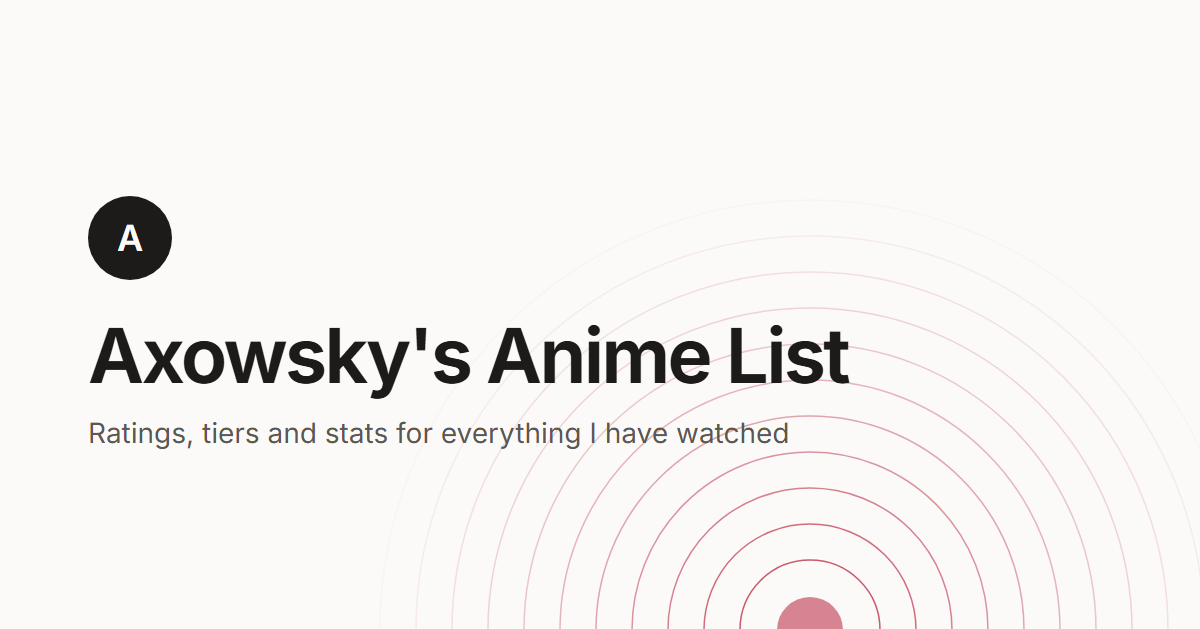 A
Axowsky's Anime List
Ratings, tiers and stats for everything I have watched